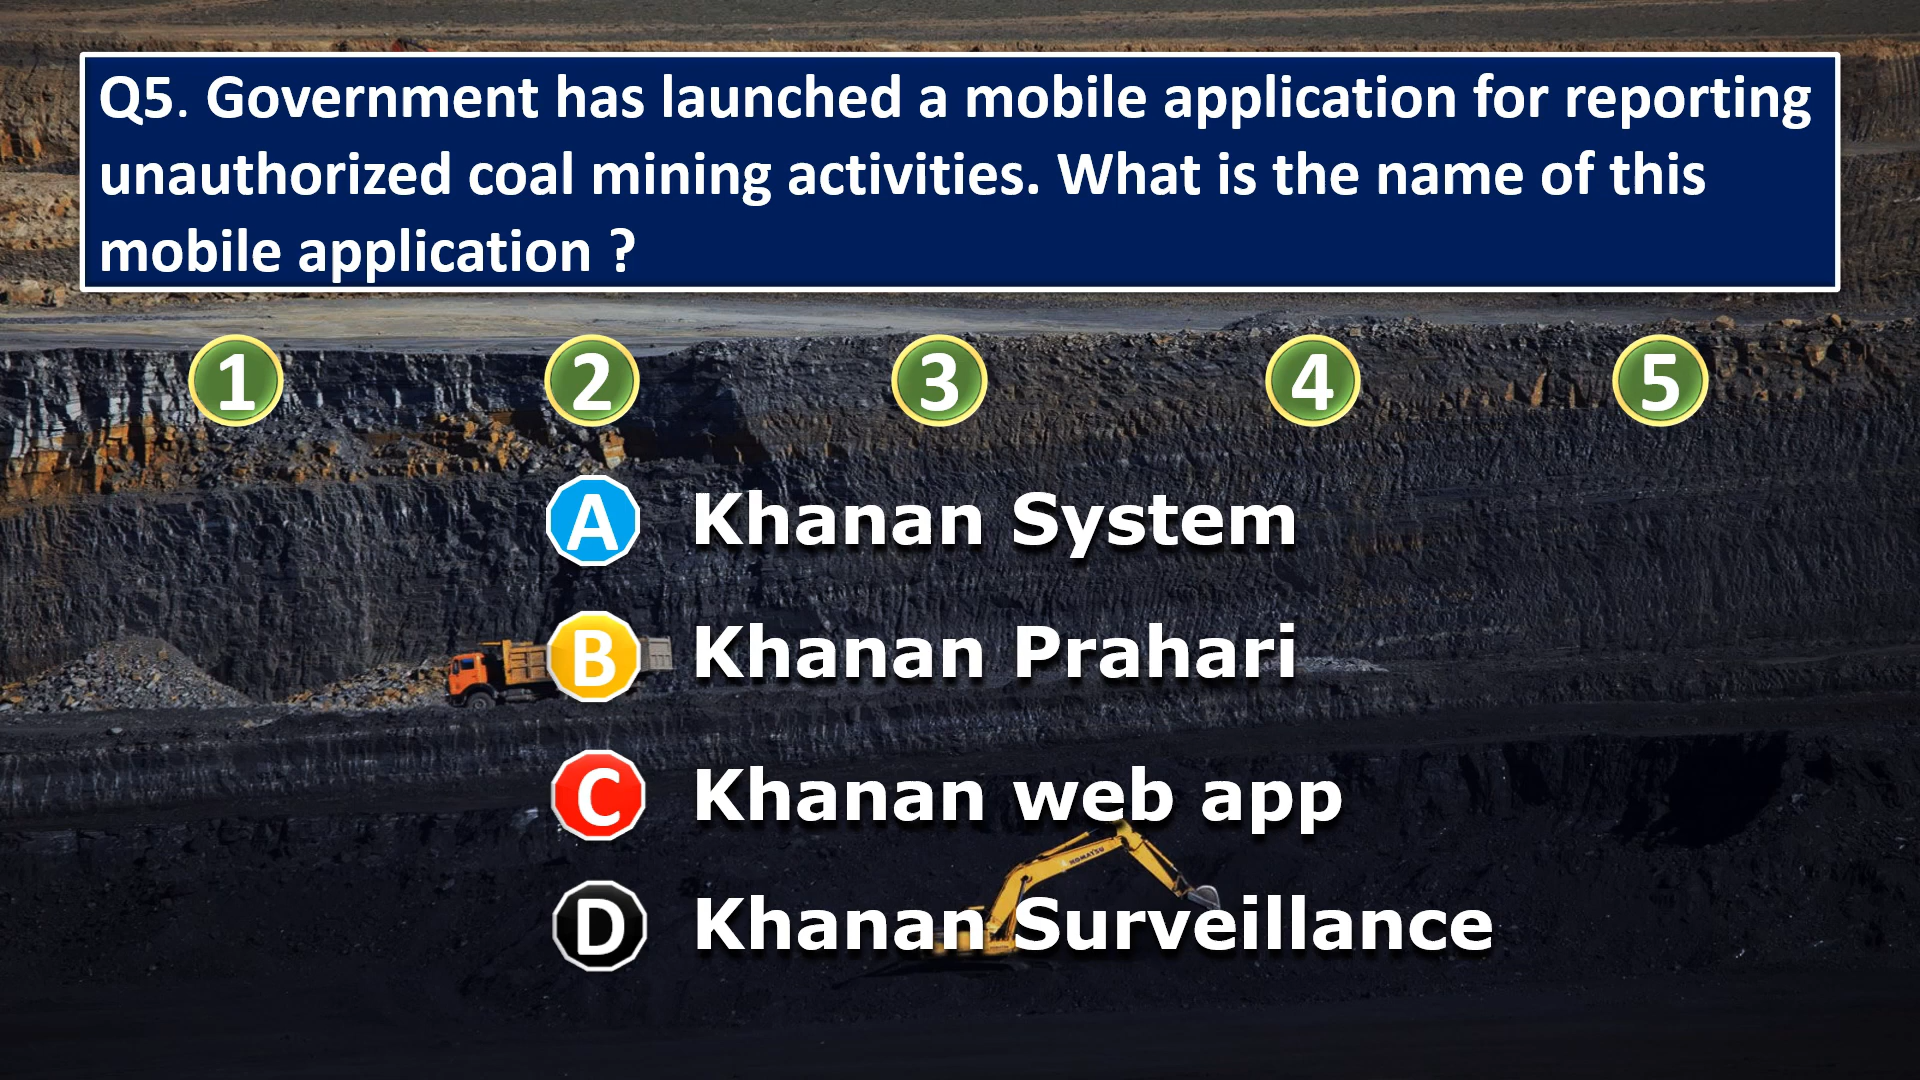 Q5. Government has launched a mobile application for reporting
unauthorized coal mining activities. What is the name of this
mobile application ?
1 2 3 4 5
A Khanan System
B Khanan Prahari
C Khanan web app
KOMATSU
D Khanan Surveillance